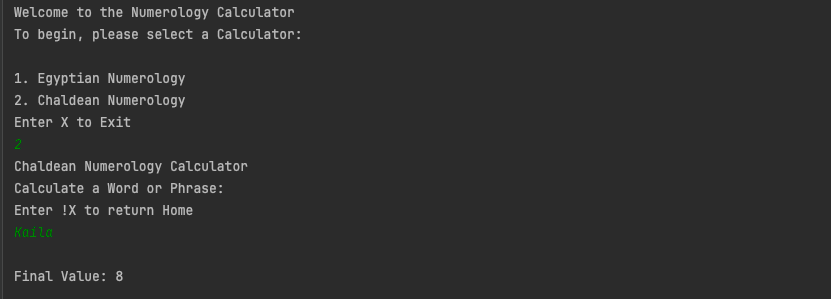 Welcome to the Numerology Calculator
To begin, please select a Calculator:
1. Egyptian Numerology
2. Chaldean Numerology
Enter X to Exit
2
Chaldean Numerology Calculator
Calculate a Word or Phrase:
Enter !X to return Home
Kaila
Final Value: 8